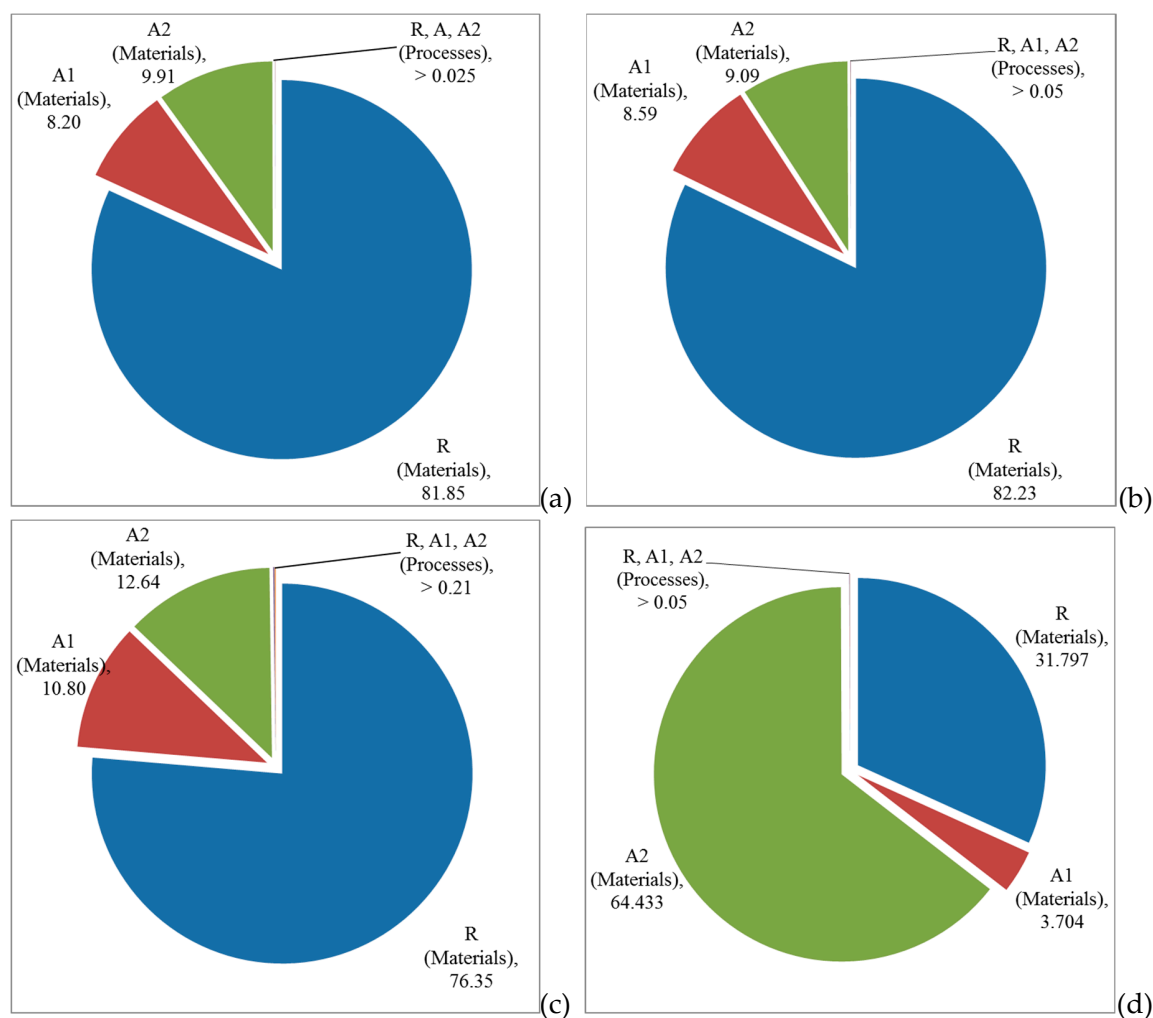 A2
(Materials),
9.91
R, A, A2
(Processes),
> 0.025
A1
(Materials),
8.20
R
(Materials),
81.85
(a)
A2
(Materials),
9.09
R, A1, A2
(Processes),
> 0.05
A1
(Materials),
8.59
R
(Materials),
82.23
(b)
A2
(Materials),
12.64
R, A1, A2
(Processes),
> 0.21
A1
(Materials),
10.80
R
(Materials),
76.35
(c)
R, A1, A2
(Processes),
> 0.05
R
(Materials),
31.797
A2
(Materials),
64.433
A1
(Materials),
3.704
(d)